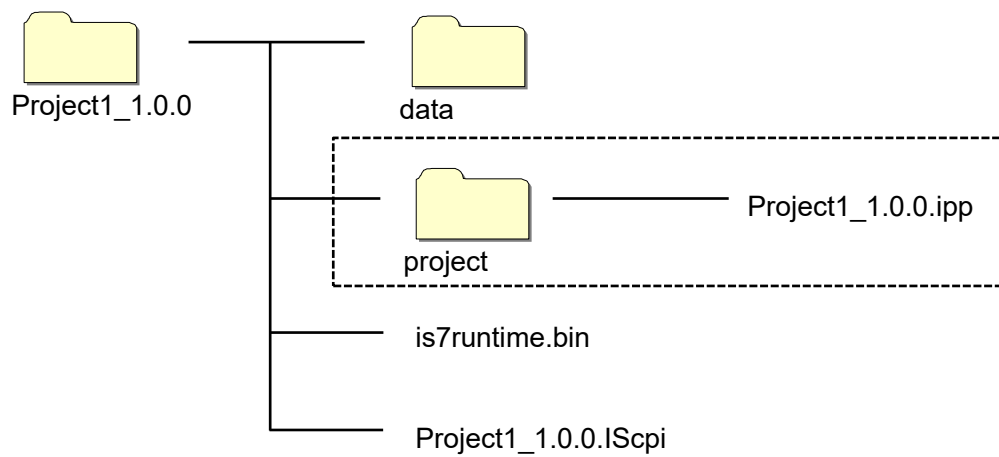 Project1_1.0.0
data
project
Project1_1.0.0.ipp
is7runtime.bin
Project1_1.0.0.IScpi